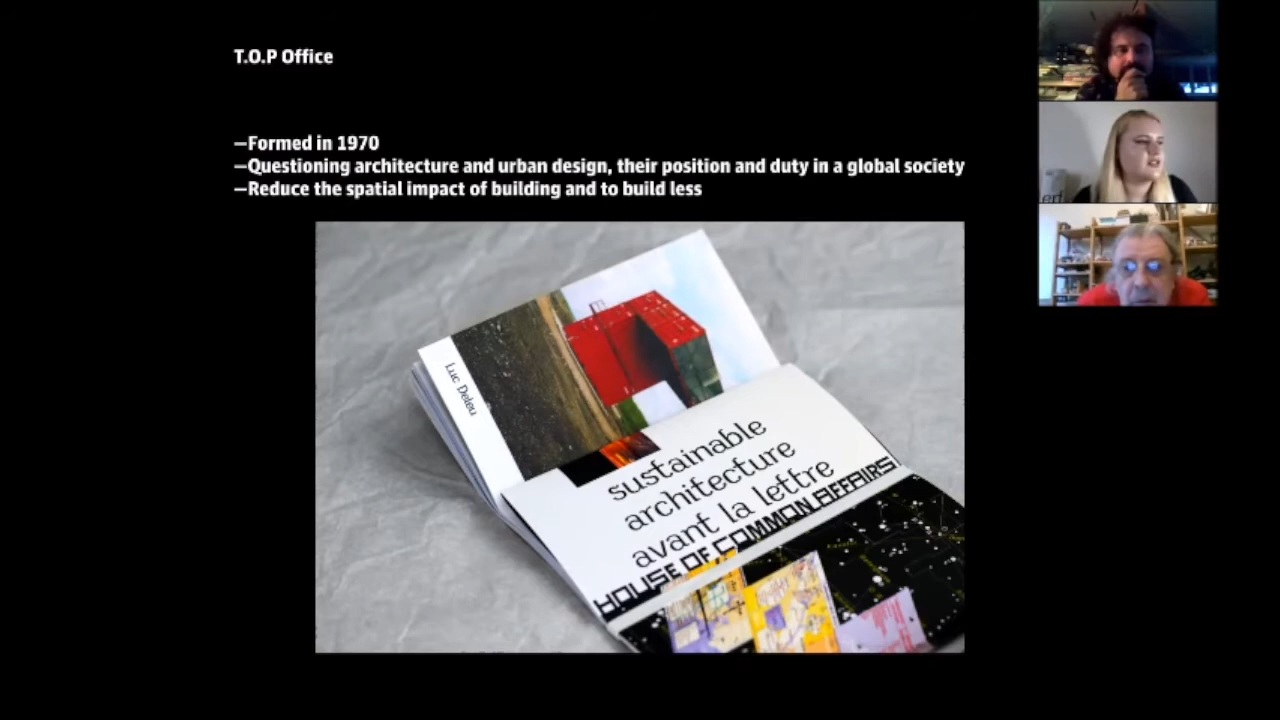 T.O.P Office
—Formed in 1970
—Questioning architecture and urban design, their position and duty in a global society
—Reduce the spatial impact of building and to build less
Luc Deleu
sustainable
architecture
avant la lettre
HOUSE OF COMMON AFFAIRS